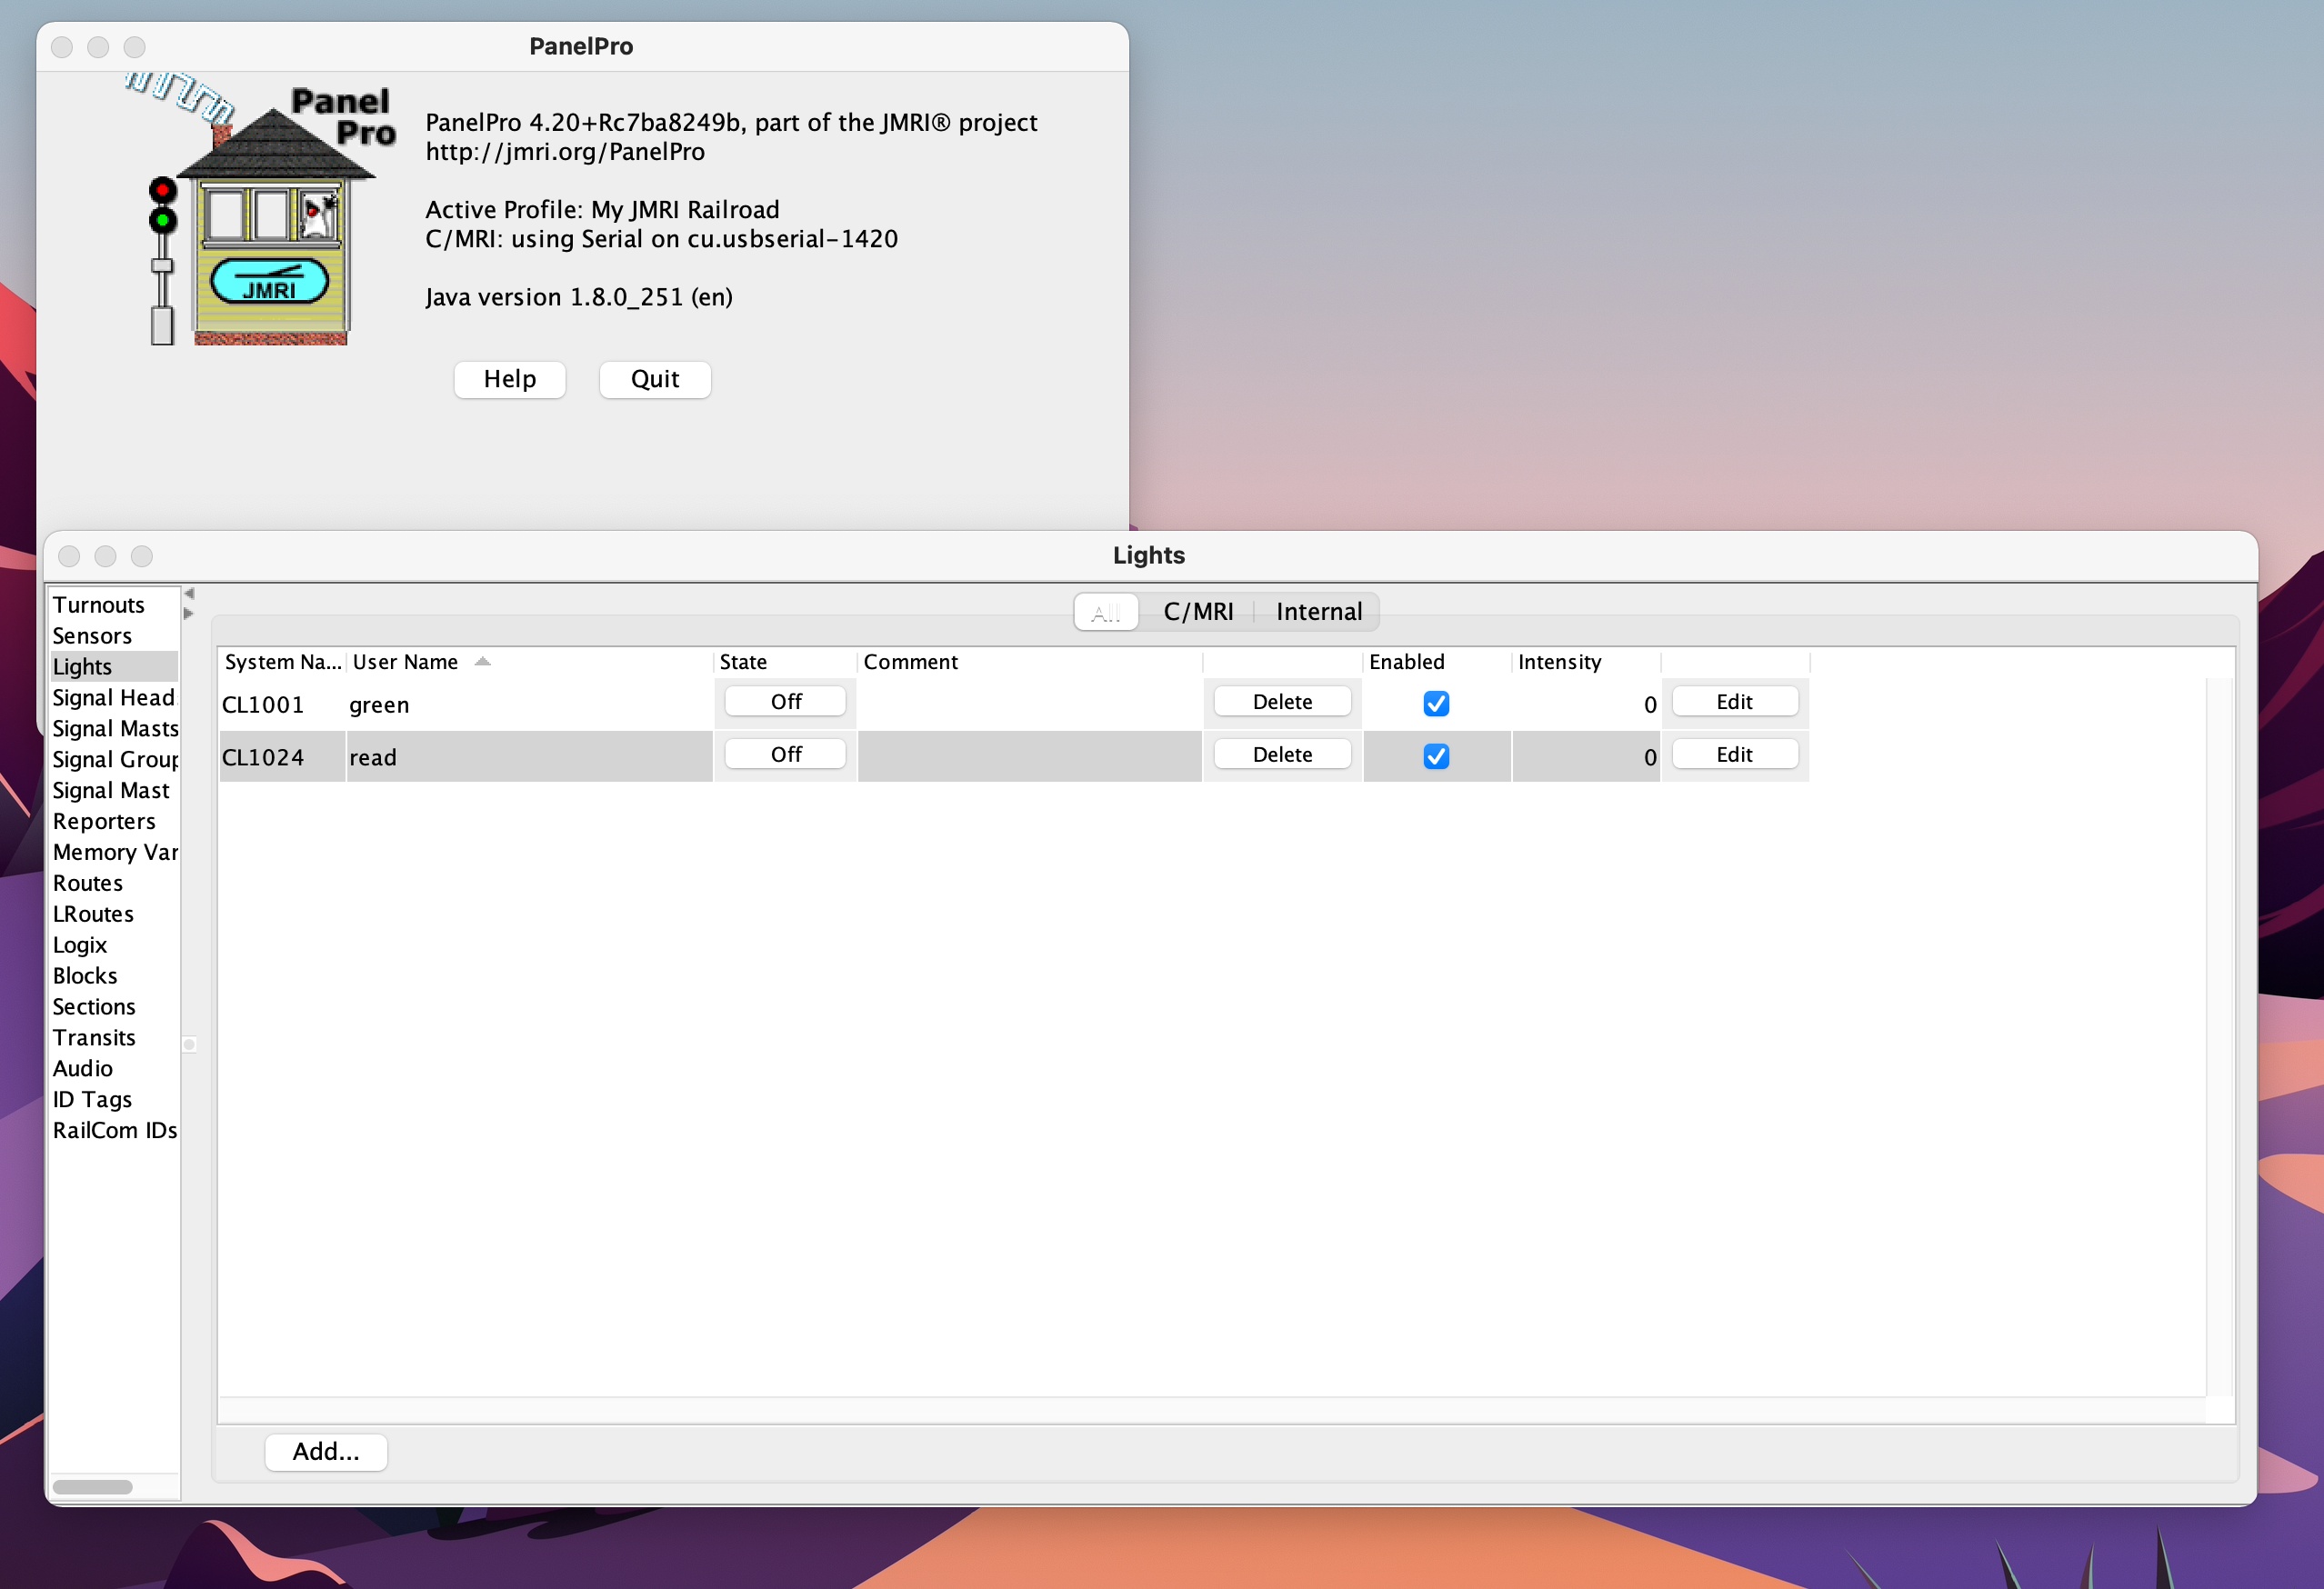 PanelPro
Panel
Pro
PanelPro 4.20+Rc7ba8249b, part of the JMRI® project
http://jmri.org/PanelPro
Active Profile: My JMRI Railroad
C/MRI: using Serial on cu.usbserial-1420
Java version 1.8.0_251 (en)
JMRI
Help Quit
Lights
Turnouts
Sensors
Lights
Signal Head
Signal Masts
Signal Group
Signal Mast
Reporters
Memory Var
Routes
LRoutes
Logix
Blocks
Sections
Transits
Audio
ID Tags
RailCom IDs
All C/MRI Internal
System Na... User Name State Comment Enabled Intensity
CL1001 green Off Delete 0 Edit
CL1024 read Off Delete 0 Edit
Add...